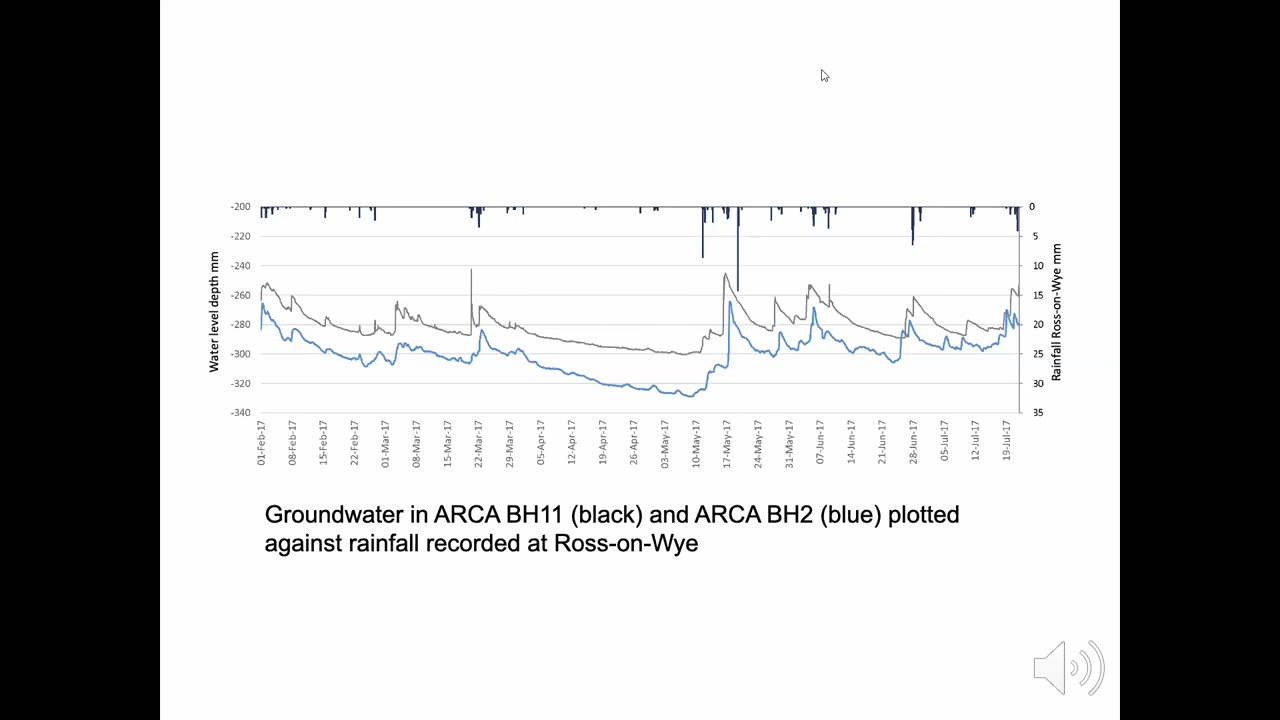 -200
-220
-240
-260
-280
-300
-320
-340
Water level depth mm
0
5
10
15
20
25
30
35
Rainfall Ross-on-Wye mm
01-Feb-17
08-Feb-17
15-Feb-17
22-Feb-17
01-Mar-17
08-Mar-17
15-Mar-17
22-Mar-17
29-Mar-17
05-Apr-17
12-Apr-17
19-Apr-17
26-Apr-17
03-May-17
10-May-17
17-May-17
24-May-17
31-May-17
07-Jun-17
14-Jun-17
21-Jun-17
28-Jun-17
05-Jul-17
12-Jul-17
19-Jul-17
Groundwater in ARCA BH11 (black) and ARCA BH2 (blue) plotted
against rainfall recorded at Ross-on-Wye